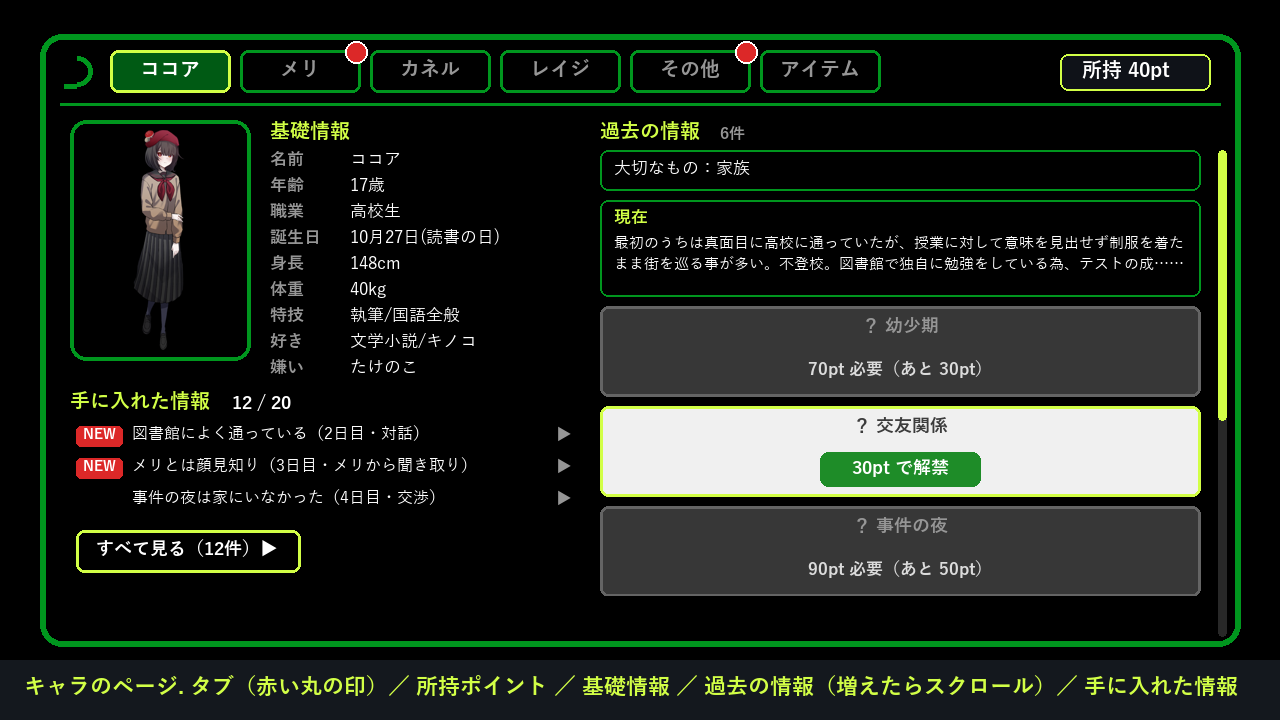 ココア
メリ
カネル
レイジ
その他
アイテム
所持 40pt
基礎情報
名前 ココア
年齢 17歳
職業 高校生
誕生日 10月27日(読書の日)
身長 148cm
体重 40kg
特技 執筆/国語全般
好き 文学小説/キノコ
嫌い たけのこ
手に入れた情報 12 / 20
NEW 図書館によく通っている（2日目・対話）▶
NEW メリとは顔見知り（3日目・メリから聞き取り）▶
事件の夜は家にいなかった（4日目・交渉）▶
すべて見る（12件）▶
過去の情報 6件
大切なもの：家族
現在
最初のうちは真面目に高校に通っていたが、授業に対して意味を見出せず制服を着た
まま街を巡る事が多い。不登校。図書館で独自に勉強をしている為、テストの成……
？ 幼少期
70pt 必要（あと 30pt）
？ 交友関係
30pt で解禁
？ 事件の夜
90pt 必要（あと 50pt）
キャラのページ. タブ（赤い丸の印）／ 所持ポイント ／ 基礎情報 ／ 過去の情報（増えたらスクロール）／ 手に入れた情報